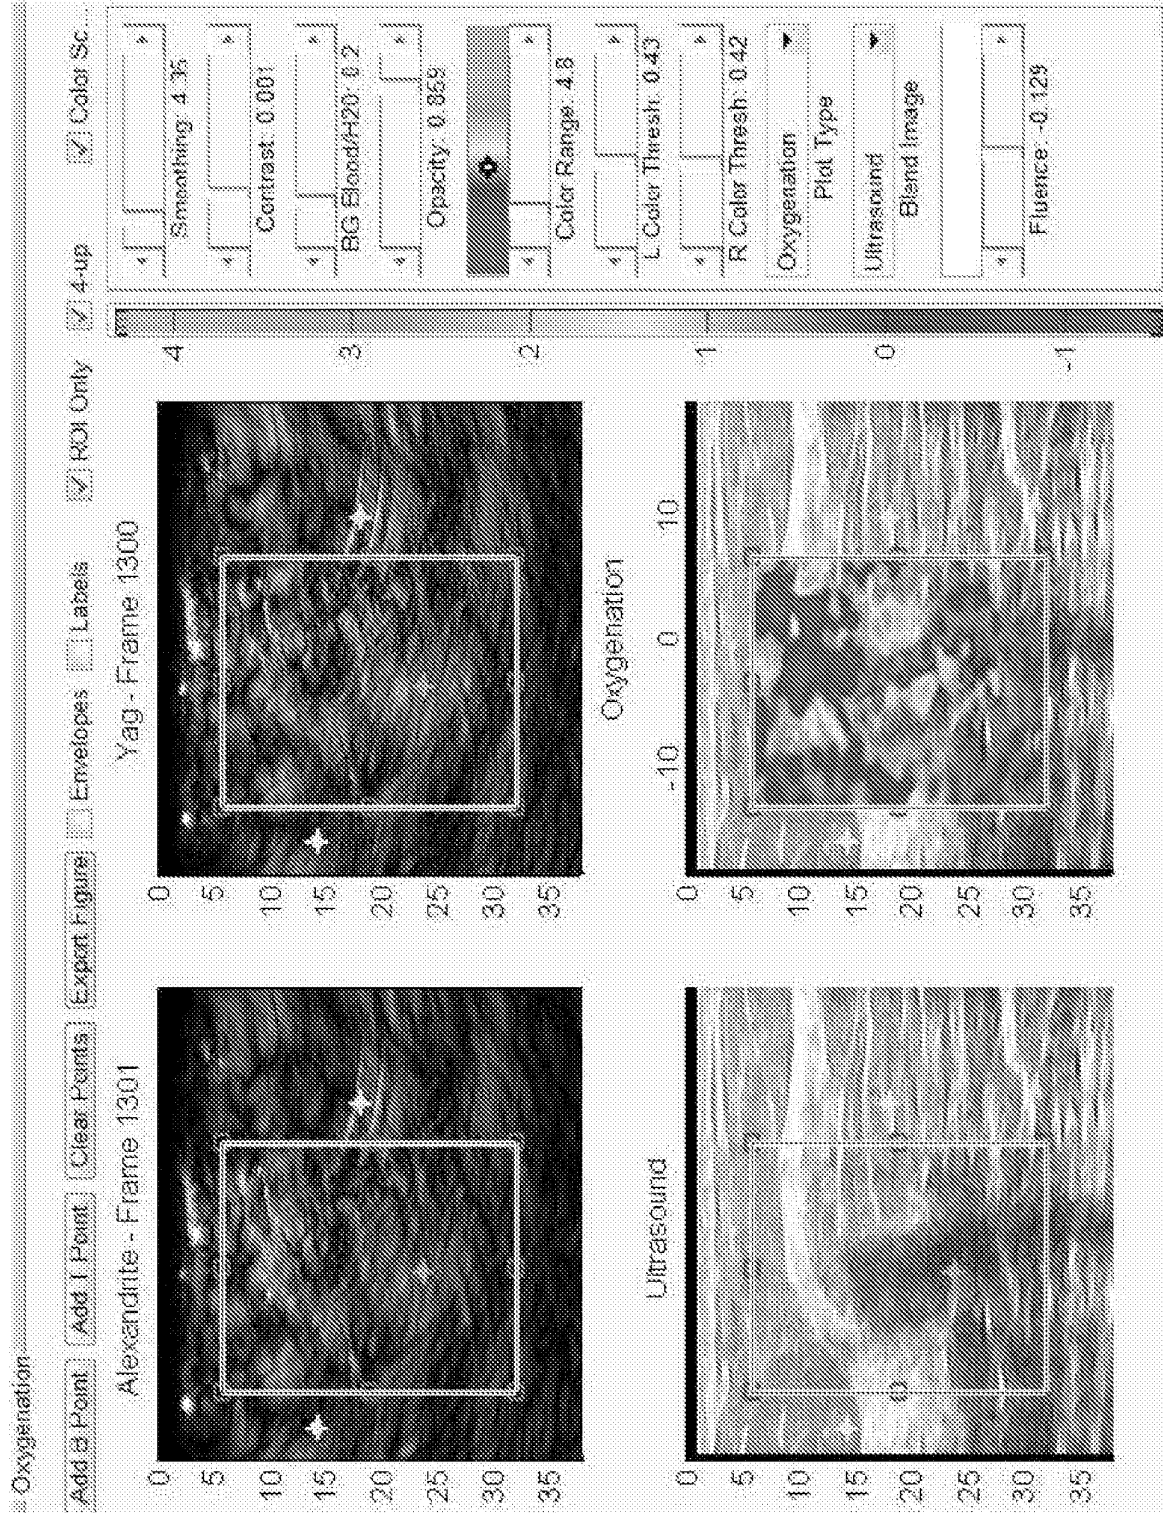 Oxygenation
Add B Point Add T Point Clear Points Export Figure Envelopes Labels ROI Only 4-up Color Sc...
Alexandrite - Frame 1301
0
5
10
15
20
25
30
35
Yag - Frame 1300
0
5
10
15
20
25
30
35
Ultrasound
0
5
10
15
20
25
30
35
Oxygenation
-10 0 10
0
5
10
15
20
25
30
35
4
3
2
1
0
-1
Smoothing: 4.35
Contrast: 0.001
BG Blood/H20: 0.2
Opacity: 0.859
Color Range: 4.8
L Color Thresh: 0.43
R Color Thresh: 0.42
Oxygenation
Plot Type
Ultrasound
Blend Image
Fluence: -0.129